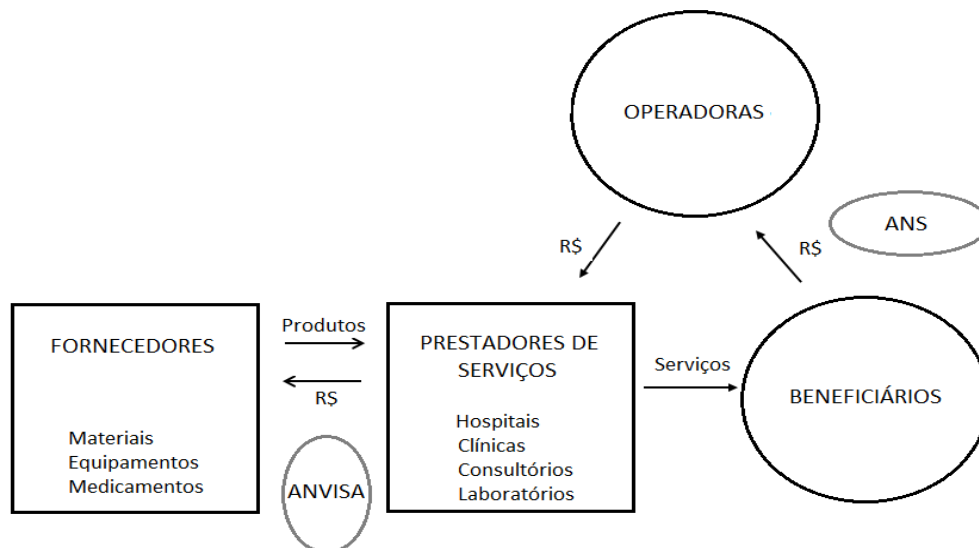 OPERADORAS
ANS
R$
R$
FORNECEDORES
Materiais
Equipamentos
Medicamentos
Produtos
R$
ANVISA
PRESTADORES DE
SERVIÇOS
Hospitais
Clínicas
Consultórios
Laboratórios
Serviços
BENEFICIÁRIOS